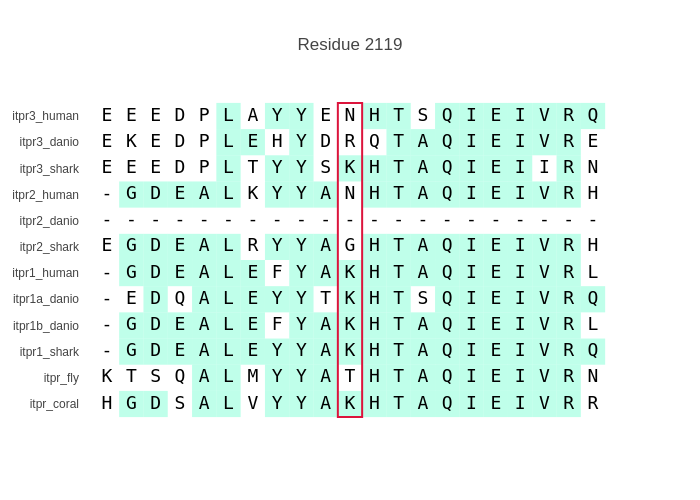 Residue 2119
itpr3_human E E E D P L A Y Y E N H T S Q I E I V R Q
itpr3_danio E K E D P L E H Y D R Q T A Q I E I V R E
itpr3_shark E E E D P L T Y Y S K H T A Q I E I I R N
itpr2_human - G D E A L K Y Y A N H T A Q I E I V R H
itpr2_danio - - - - - - - - - - - - - - - - - - - - -
itpr2_shark E G D E A L R Y Y A G H T A Q I E I V R H
itpr1_human - G D E A L E F Y A K H T A Q I E I V R L
itpr1a_danio - E D Q A L E Y Y T K H T S Q I E I V R Q
itpr1b_danio - G D E A L E F Y A K H T A Q I E I V R L
itpr1_shark - G D E A L E Y Y A K H T A Q I E I V R Q
itpr_fly K T S Q A L M Y Y A T H T A Q I E I V R N
itpr_coral H G D S A L V Y Y A K H T A Q I E I V R R